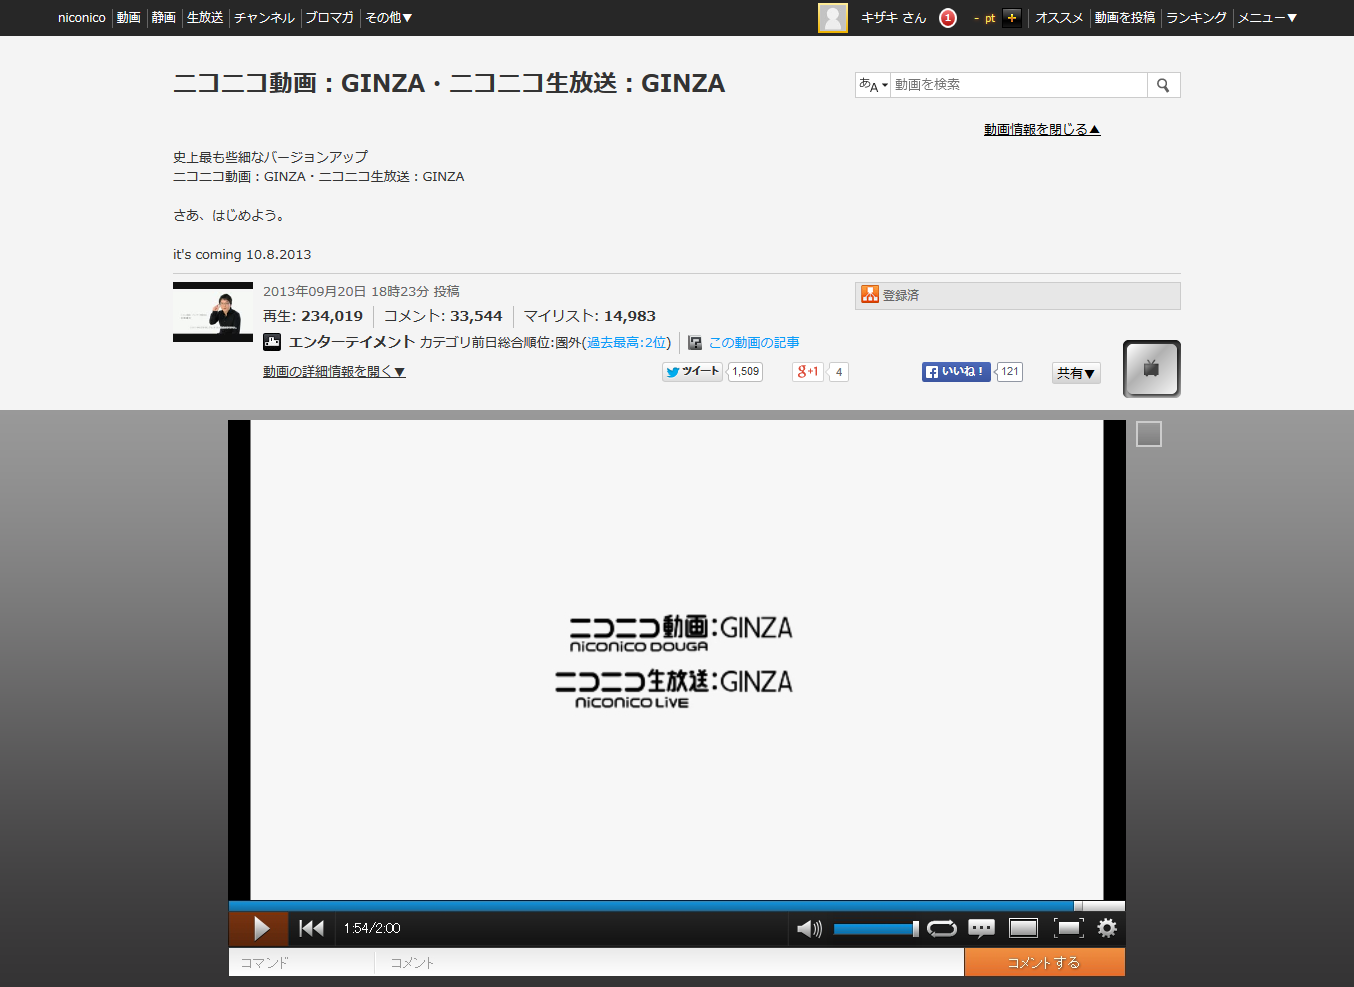 niconico 動画 静画 生放送 チャンネル ブロマガ その他▼ キザキ さん 1 - pt + オススメ 動画を投稿 ランキング メニュー▼
ニコニコ動画：GINZA・ニコニコ生放送：GINZA
あA 動画を検索
動画情報を閉じる▲
史上最も些細なバージョンアップ
ニコニコ動画：GINZA・ニコニコ生放送：GINZA
さあ、はじめよう。
it's coming 10.8.2013
2013年09月20日 18時23分 投稿
登録済
再生: 234,019 コメント: 33,544 マイリスト: 14,983
エンターテイメント カテゴリ前日総合順位:圏外(過去最高:2位) この動画の記事
動画の詳細情報を開く▼
ツイート 1,509 g+1 4 いいね！ 121 共有▼
ニコニコ動画:GINZA
niconico DOUGA
ニコニコ生放送:GINZA
niconico LiVE
1:54/2:00
コマンド コメント コメントする